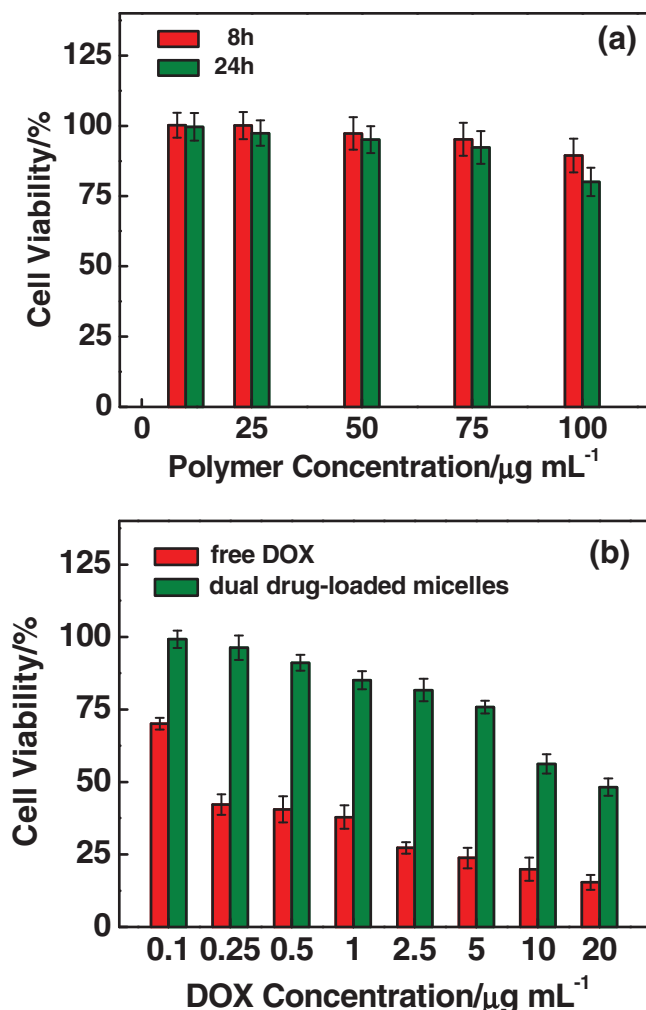 (a)
8h
24h
125
100
75
50
25
0
Cell Viability/%
0 25 50 75 100
Polymer Concentration/μg mL⁻¹
(b)
free DOX
dual drug-loaded micelles
125
100
75
50
25
0
Cell Viability/%
0.1 0.25 0.5 1 2.5 5 10 20
DOX Concentration/μg mL⁻¹